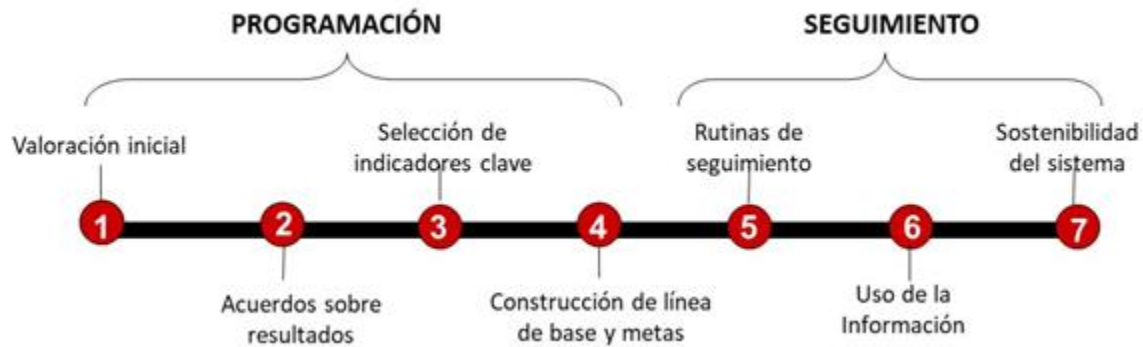 PROGRAMACIÓN
SEGUIMIENTO
Valoración inicial
Selección de
indicadores clave
Rutinas de
seguimiento
Sostenibilidad
del sistema
1
2
3
4
5
6
7
Acuerdos sobre
resultados
Construcción de línea
de base y metas
Uso de la
Información